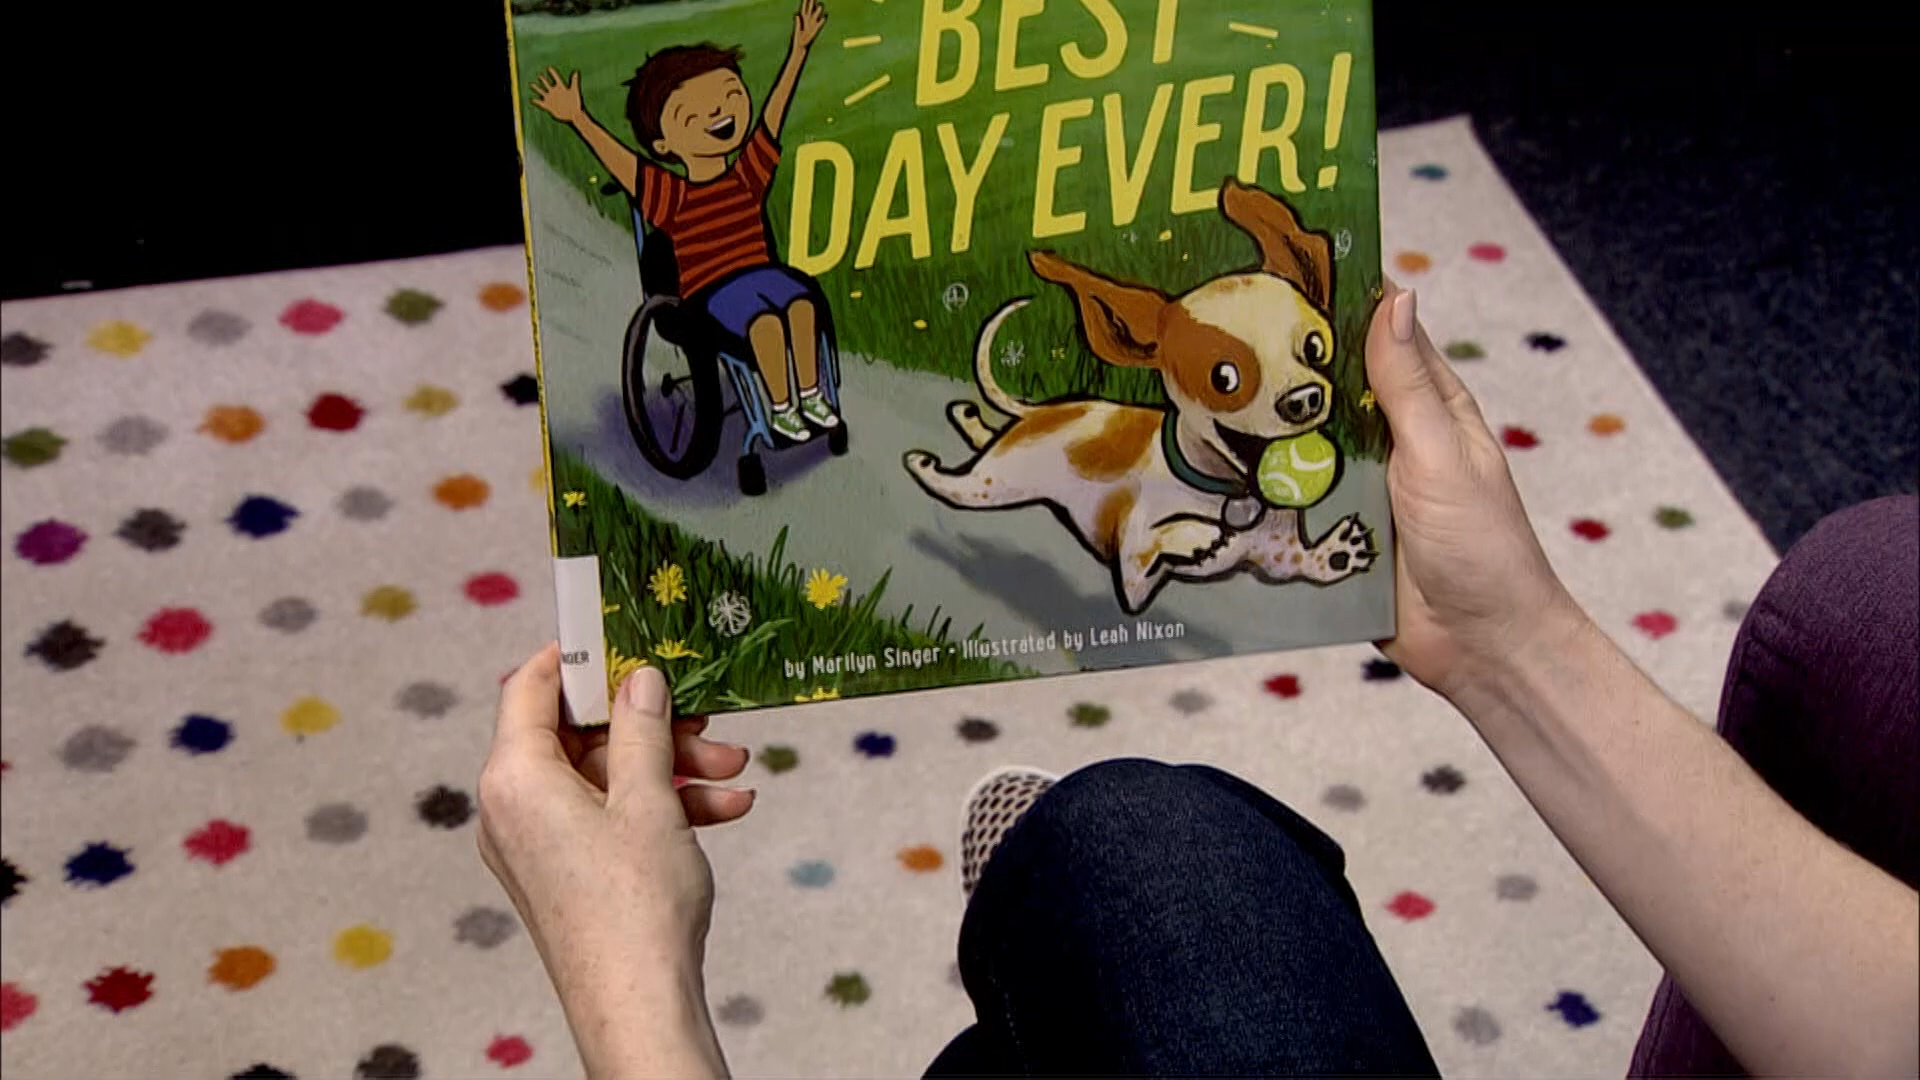 BEST
DAY EVER!
by Marilyn Singer • Illustrated by Leah Nixon